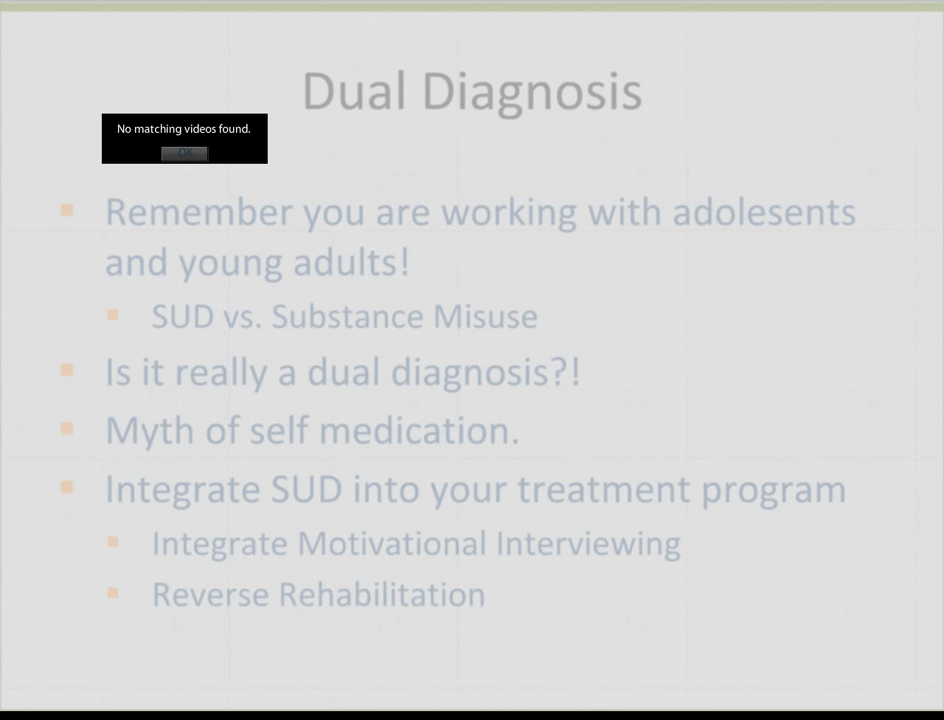 Dual Diagnosis
No matching videos found.
OK
Remember you are working with adolesents
and young adults!
SUD vs. Substance Misuse
Is it really a dual diagnosis?!
Myth of self medication.
Integrate SUD into your treatment program
Integrate Motivational Interviewing
Reverse Rehabilitation